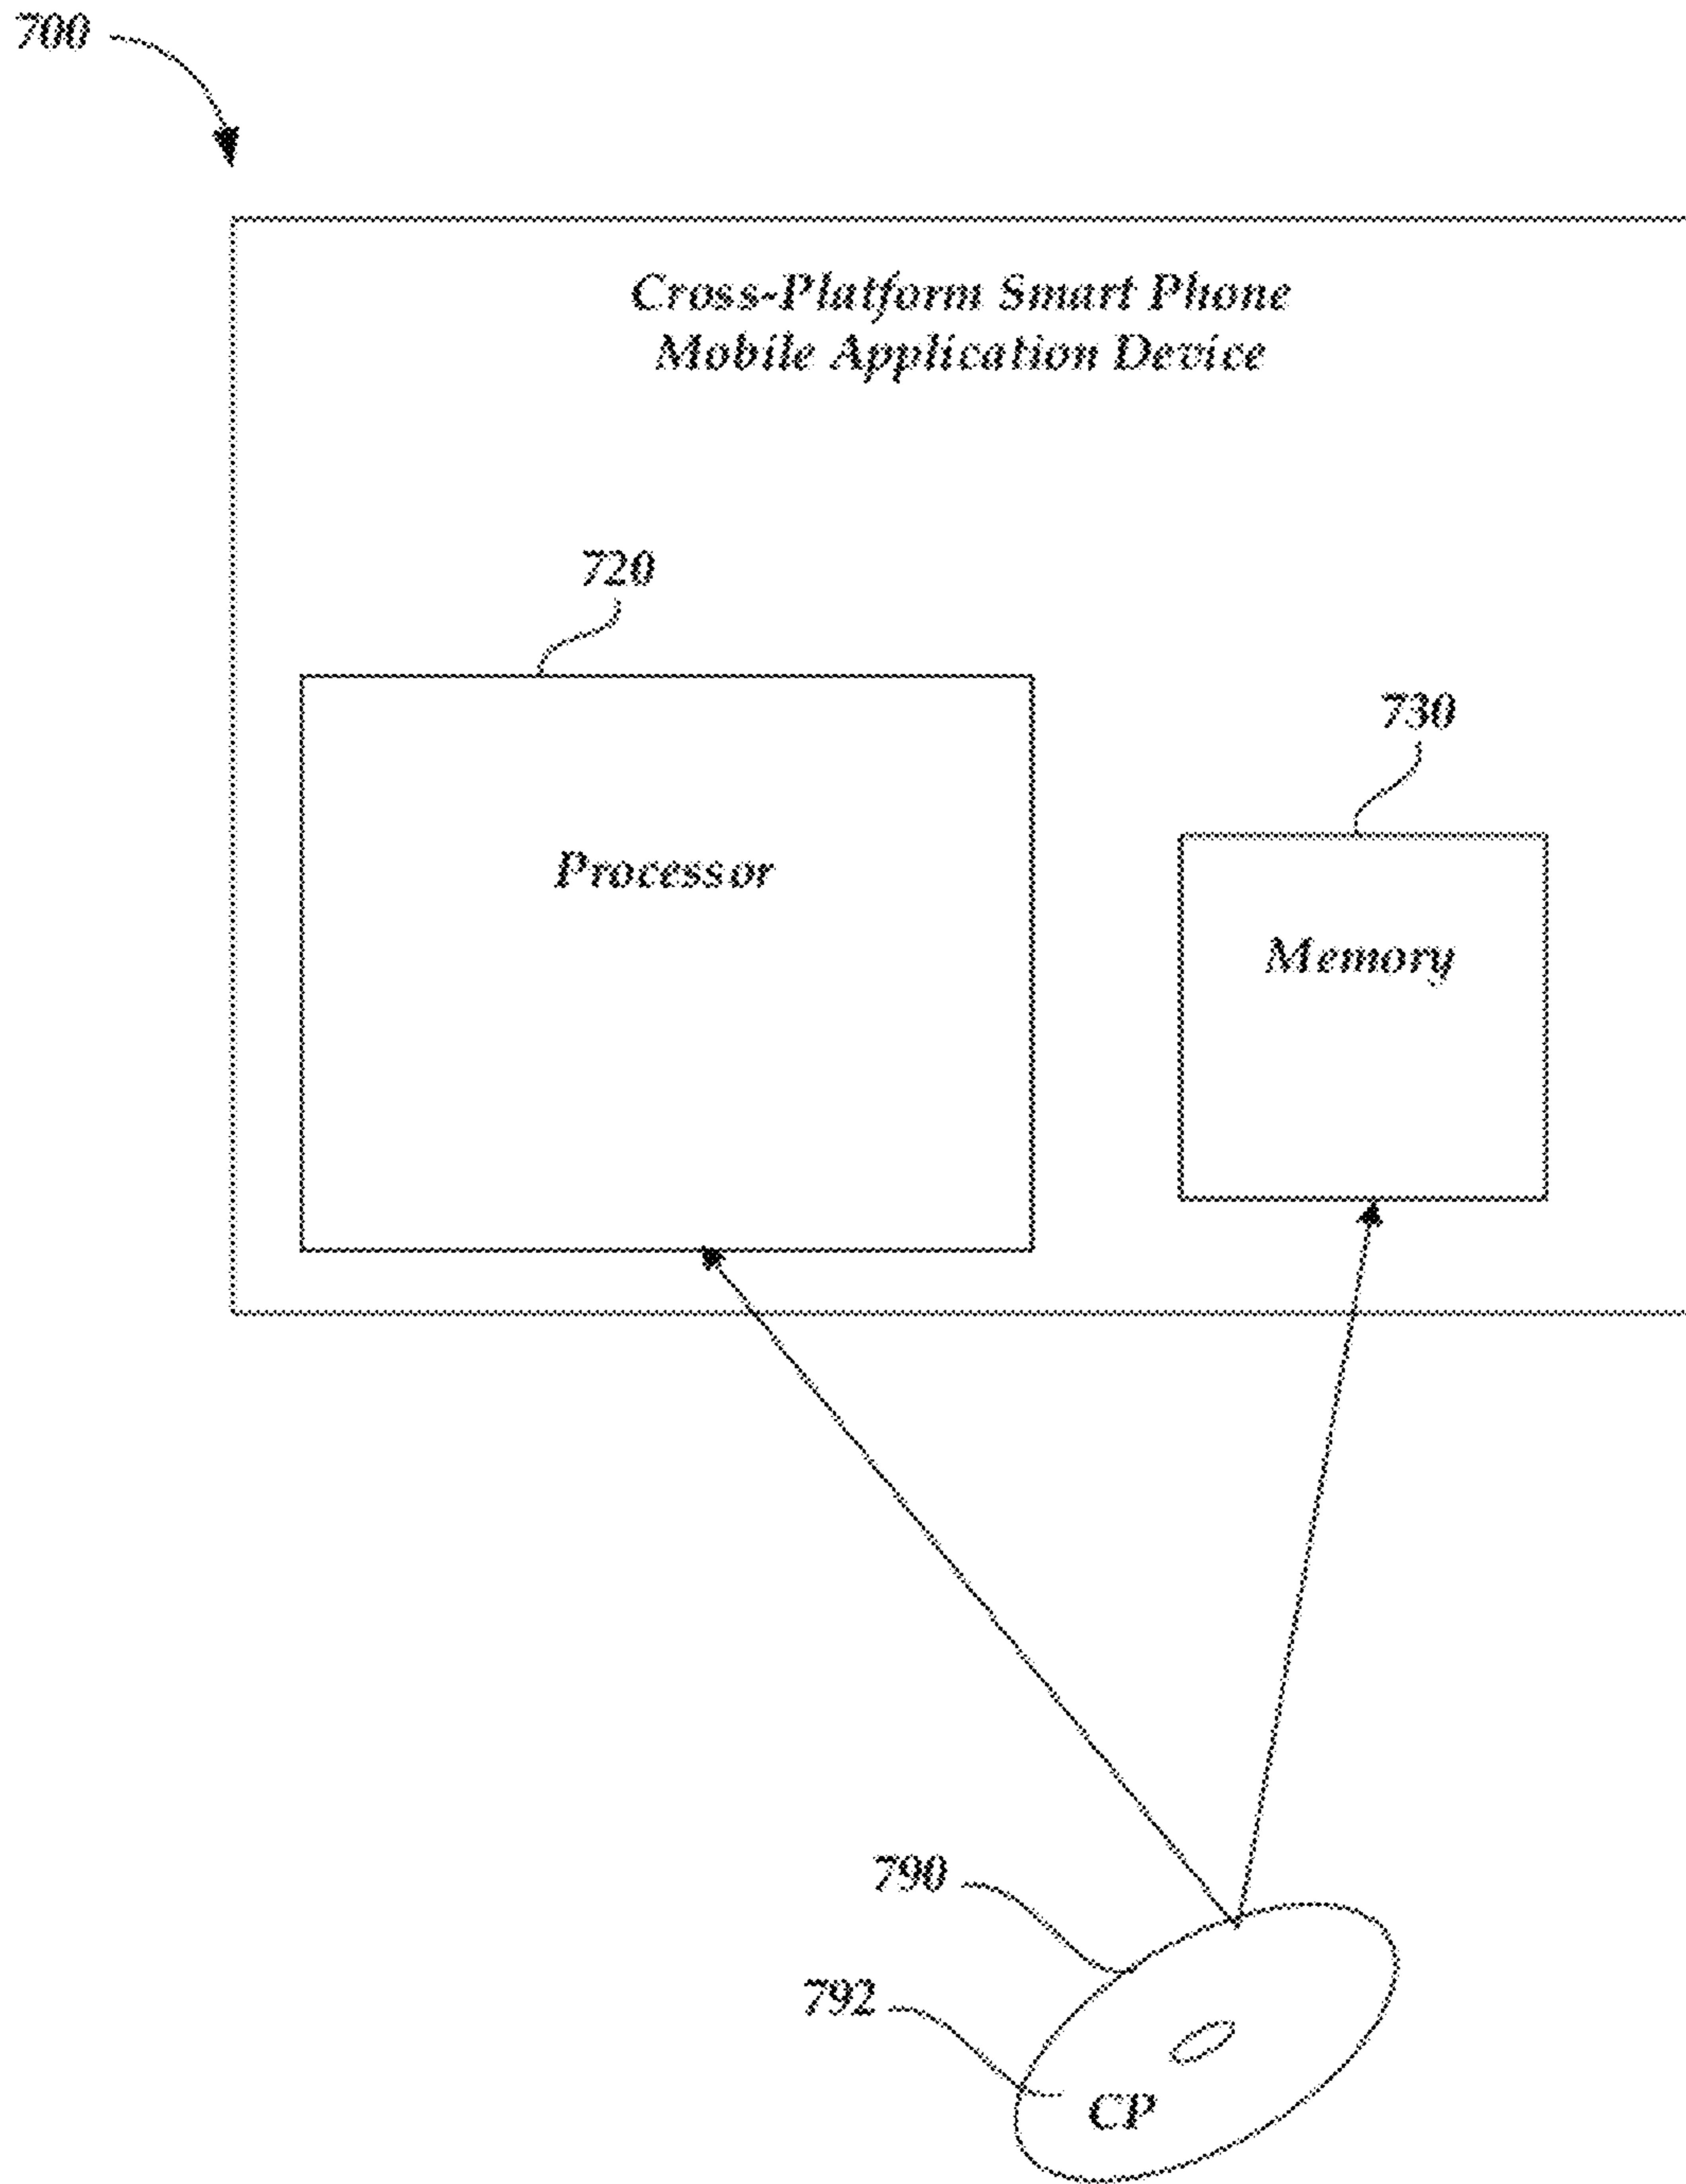 700
Cross-Platform Smart Phone
Mobile Application Device
720
730
Processor
Memory
790
792
CP